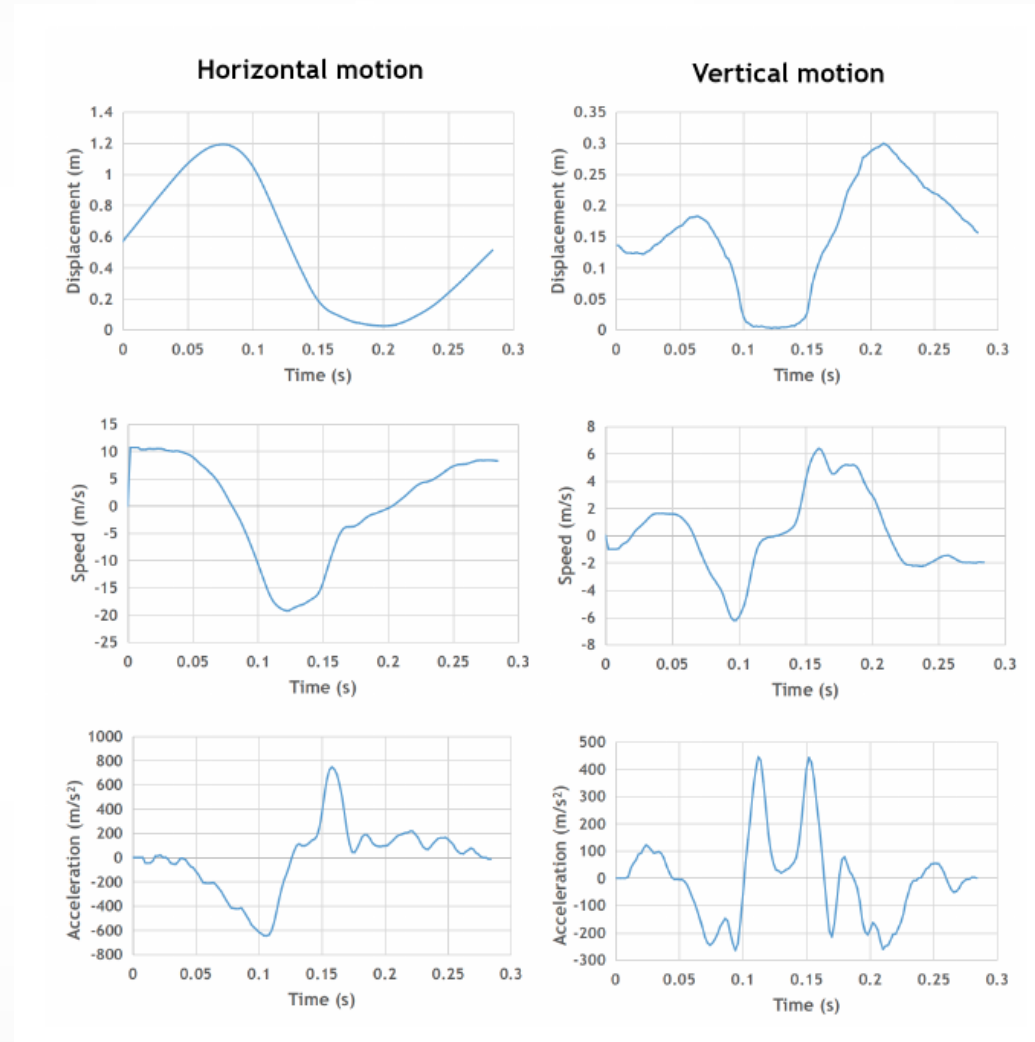 Horizontal motion
Vertical motion
Displacement (m)
1.4
1.2
1
0.8
0.6
0.4
0.2
0
0 0.05 0.1 0.15 0.2 0.25 0.3
Time (s)
Displacement (m)
0.35
0.3
0.25
0.2
0.15
0.1
0.05
0
0 0.05 0.1 0.15 0.2 0.25 0.3
Time (s)
Speed (m/s)
15
10
5
0
-5
-10
-15
-20
-25
0 0.05 0.1 0.15 0.2 0.25 0.3
Time (s)
Speed (m/s)
8
6
4
2
0
-2
-4
-6
-8
0 0.05 0.1 0.15 0.2 0.25 0.3
Time (s)
Acceleration (m/s²)
1000
800
600
400
200
0
-200
-400
-600
-800
0 0.05 0.1 0.15 0.2 0.25 0.3
Time (s)
Acceleration (m/s²)
500
400
300
200
100
0
-100
-200
-300
0 0.05 0.1 0.15 0.2 0.25 0.3
Time (s)